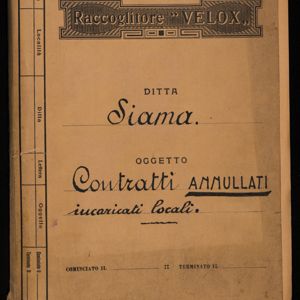 Raccoglitore " VELOX „
DITTA
Siama.
OGGETTO
Contratti ANNULLATI
incaricati locali.
COMINCIATO IL TERMINATO IL
Località
Ditta
Lettera
Oggetto